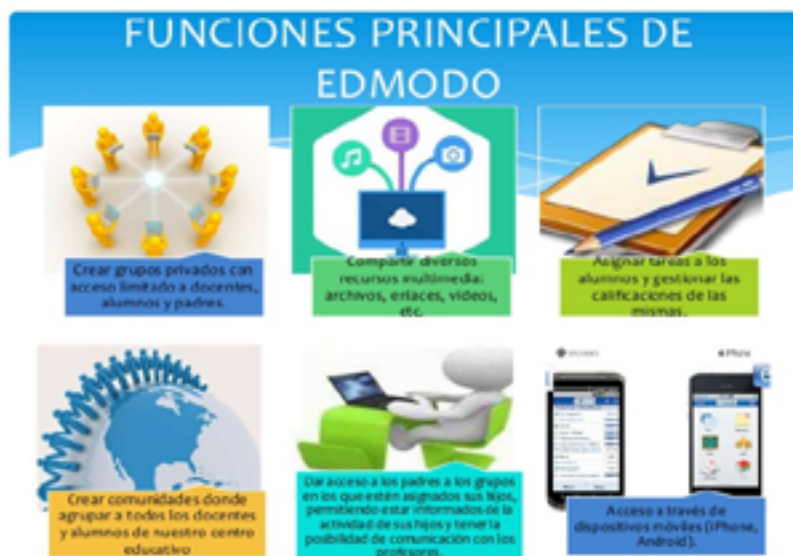 FUNCIONES PRINCIPALES DE
EDMODO
Crear grupos privados con
acceso limitado a docentes,
alumnos y padres.
Compartir diversos
recursos multimedia:
archivos, enlaces, videos,
etc.
Asignar tareas a los
alumnos y gestionar las
calificaciones de las
mismas.
Crear comunidades donde
agrupar a todos los docentes
y alumnos de nuestro centro
educativo
Dar acceso a los padres a los grupos
en los que estén asignados sus hijos,
permitiendo estar informados de la
actividad de sus hijos y tener la
posibilidad de comunicación con los
profesores.
iPhone
Acceso a través de
dispositivos móviles (iPhone,
Android).